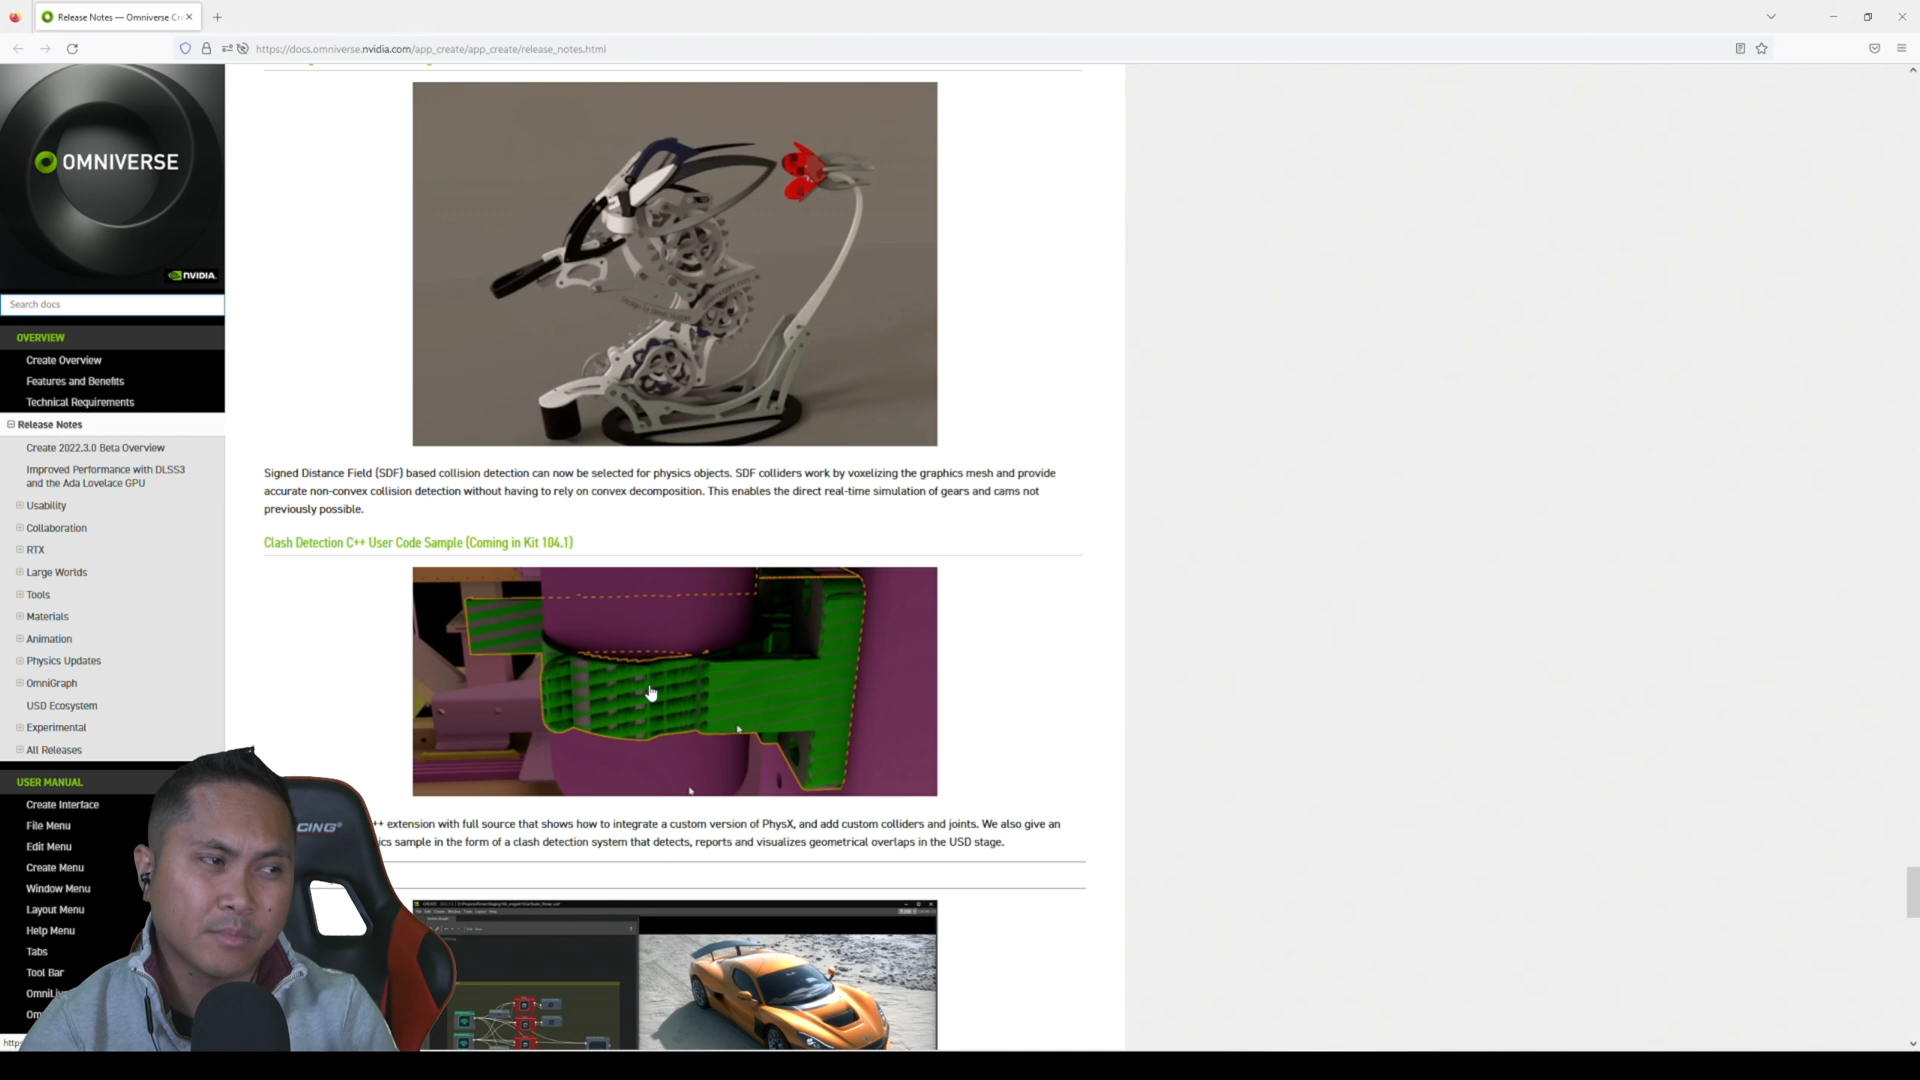 Release Notes — Omniverse Cr
https://docs.omniverse.nvidia.com/app_create/app_create/release_notes.html
OMNIVERSE
NVIDIA.
Search docs
OVERVIEW
Create Overview
Features and Benefits
Technical Requirements
Release Notes
Create 2022.3.0 Beta Overview
Improved Performance with DLSS3
and the Ada Lovelace GPU
Usability
Collaboration
RTX
Large Worlds
Tools
Materials
Animation
Physics Updates
OmniGraph
USD Ecosystem
Experimental
All Releases
USER MANUAL
Create Interface
File Menu
Edit Menu
Create Menu
Window Menu
Layout Menu
Help Menu
Tabs
Tool Bar
OmniLiv
Om
https
Signed Distance Field (SDF) based collision detection can now be selected for physics objects. SDF colliders work by voxelizing the graphics mesh and provide
accurate non-convex collision detection without having to rely on convex decomposition. This enables the direct real-time simulation of gears and cams not
previously possible.
Clash Detection C++ User Code Sample (Coming in Kit 104.1)
++ extension with full source that shows how to integrate a custom version of PhysX, and add custom colliders and joints. We also give an
ics sample in the form of a clash detection system that detects, reports and visualizes geometrical overlaps in the USD stage.
CING